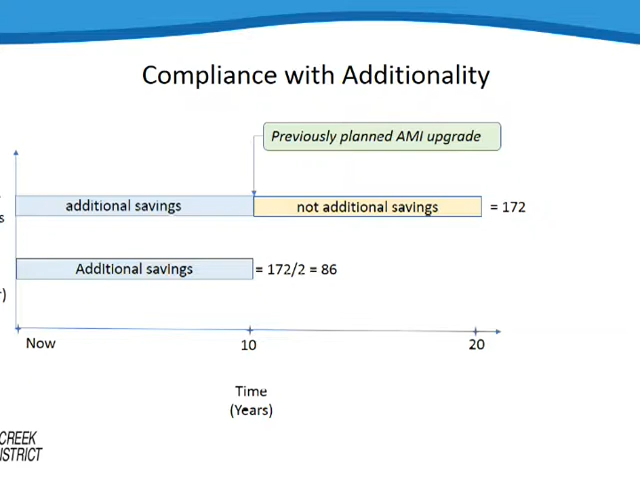 Compliance with Additionality
Previously planned AMI upgrade
additional savings
not additional savings
= 172
Additional savings
= 172/2 = 86
Now
10
20
Time
(Years)
CREEK